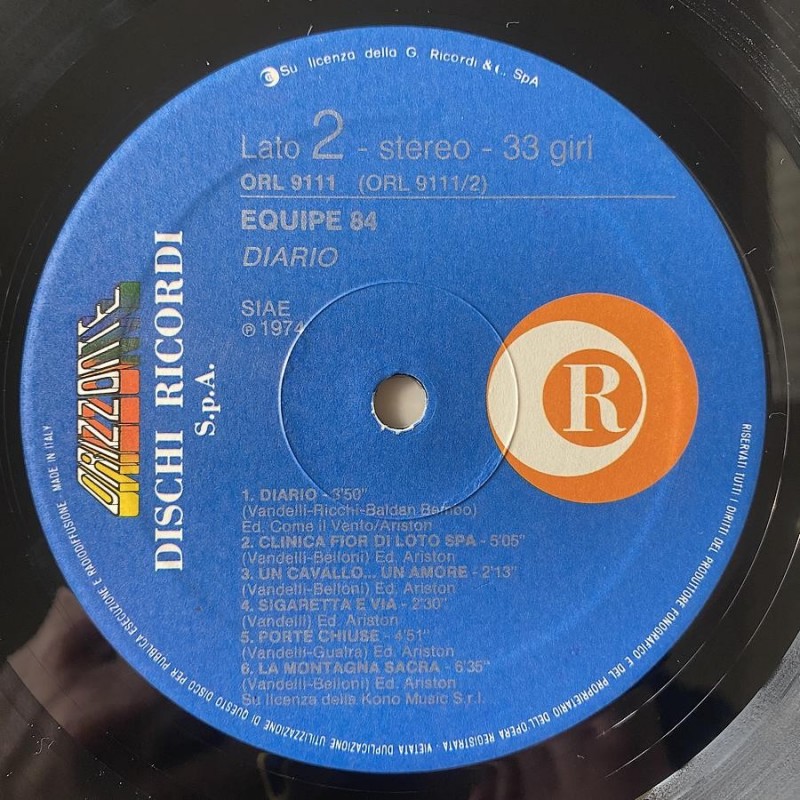 Su licenza della G. Ricordi & C. SpA
Lato 2 - stereo - 33 giri
ORL 9111 (ORL 9111/2)
EQUIPE 84
DIARIO
SIAE
℗ 1974
ORIZZONTE
DISCHI RICORDI
S.p.A.
R
1. DIARIO - 3'50"
(Vandelli-Ricchi-Baldan Bembo)
Ed. Come il Vento/Ariston
2. CLINICA FIOR DI LOTO SPA - 5'05"
(Vandelli-Belloni) Ed. Ariston
3. UN CAVALLO... UN AMORE - 2'13"
(Vandelli-Belloni) Ed. Ariston
4. SIGARETTA E VIA - 2'30"
(Vandelli) Ed. Ariston
5. PORTE CHIUSE - 4'51"
(Vandelli-Guaira) Ed. Ariston
6. LA MONTAGNA SACRA - 6'35"
(Vandelli-Belloni) Ed. Ariston
Su licenza della Kono Music S.r.l.
RISERVATI TUTTI I DIRITTI DEL PRODUTTORE FONOGRAFICO E DEL PROPRIETARIO DELL'OPERA REGISTRATA - VIETATA DUPLICAZIONE UTILIZZAZIONE DI QUESTO DISCO PER PUBBLICA ESECUZIONE E RADIODIFFUSIONE. MADE IN ITALY